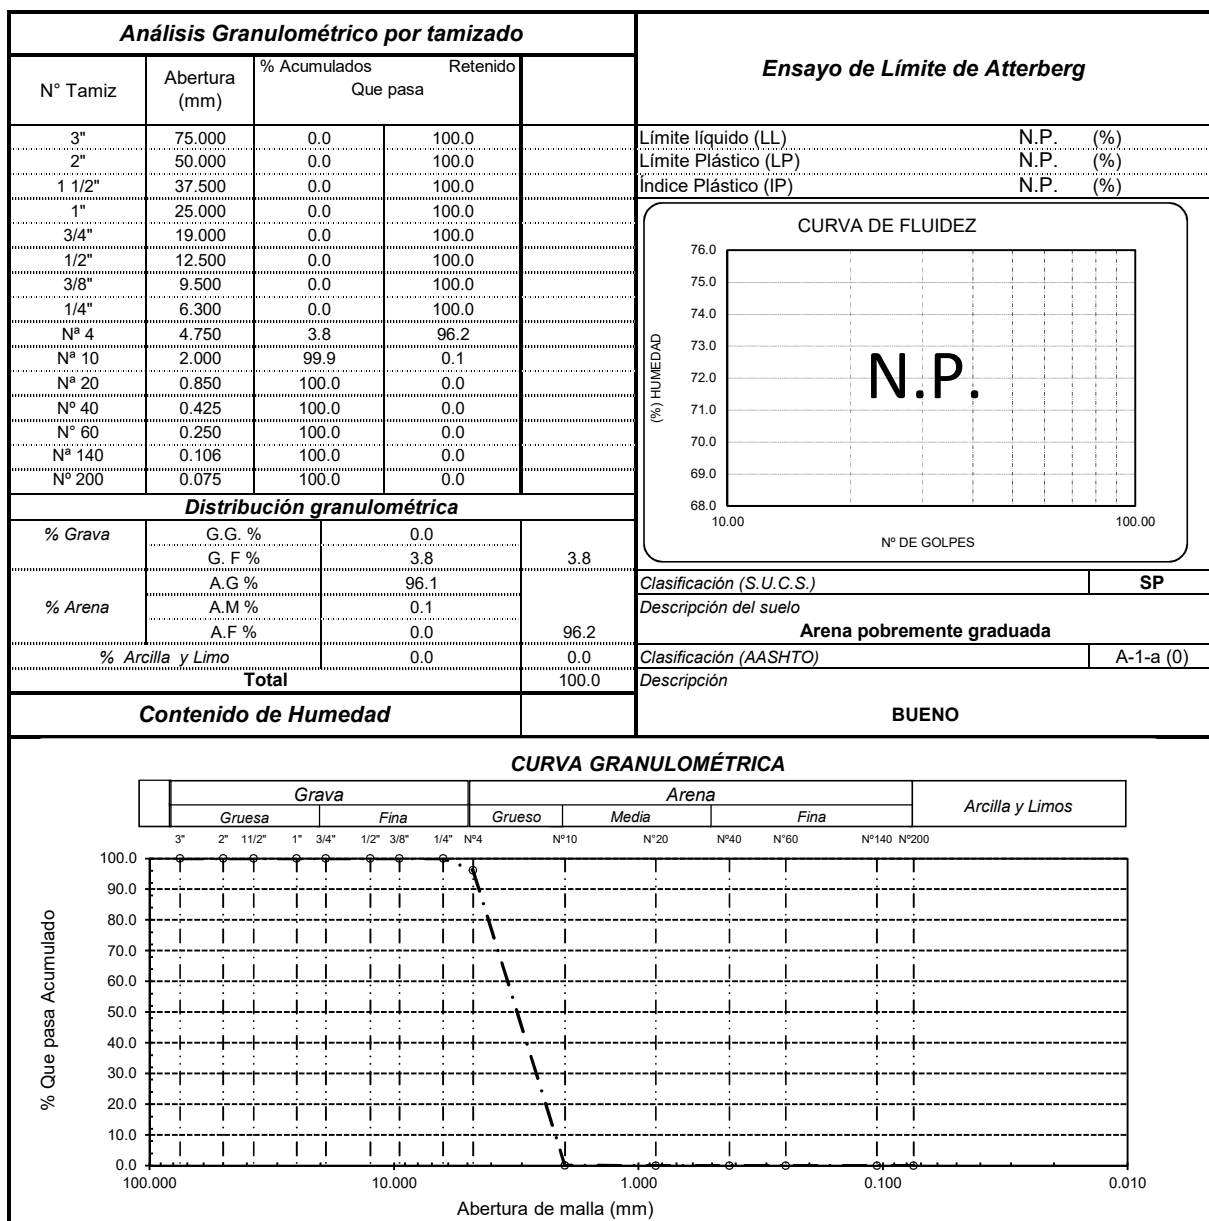 Análisis Granulométrico por tamizado
N° Tamiz
Abertura (mm)
% Acumulados Retenido
Que pasa
3" 75.000 0.0 100.0
2" 50.000 0.0 100.0
1 1/2" 37.500 0.0 100.0
1" 25.000 0.0 100.0
3/4" 19.000 0.0 100.0
1/2" 12.500 0.0 100.0
3/8" 9.500 0.0 100.0
1/4" 6.300 0.0 100.0
Nª 4 4.750 3.8 96.2
Nª 10 2.000 99.9 0.1
Nª 20 0.850 100.0 0.0
Nº 40 0.425 100.0 0.0
N° 60 0.250 100.0 0.0
Nª 140 0.106 100.0 0.0
Nº 200 0.075 100.0 0.0
Distribución granulométrica
% Grava G.G. % 0.0
G. F % 3.8 3.8
A.G % 96.1
% Arena A.M % 0.1
A.F % 0.0 96.2
% Arcilla y Limo 0.0 0.0
Total 100.0
Contenido de Humedad
Ensayo de Límite de Atterberg
Límite líquido (LL) N.P. (%)
Límite Plástico (LP) N.P. (%)
Índice Plástico (IP) N.P. (%)
CURVA DE FLUIDEZ
76.0
75.0
74.0
73.0
72.0
71.0
70.0
69.0
68.0
(%) HUMEDAD
N.P.
10.00 100.00
Nº DE GOLPES
Clasificación (S.U.C.S.) SP
Descripción del suelo
Arena pobremente graduada
Clasificación (AASHTO) A-1-a (0)
Descripción
BUENO
CURVA GRANULOMÉTRICA
Grava Arena Arcilla y Limos
Gruesa Fina Grueso Media Fina
3" 2" 11/2" 1" 3/4" 1/2" 3/8" 1/4" Nº4 Nº10 N°20 Nº40 N°60 Nº140 Nº200
100.0
90.0
80.0
70.0
60.0
50.0
40.0
30.0
20.0
10.0
0.0
% Que pasa Acumulado
100.000 10.000 1.000 0.100 0.010
Abertura de malla (mm)